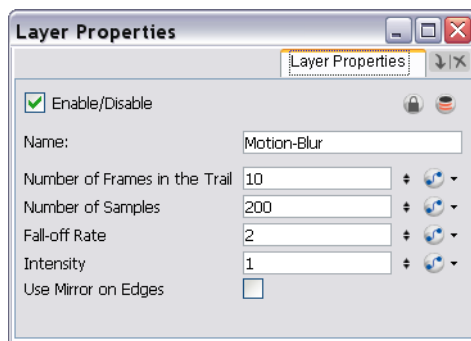 Layer Properties
Layer Properties
Enable/Disable
Name: Motion-Blur
Number of Frames in the Trail 10
Number of Samples 200
Fall-off Rate 2
Intensity 1
Use Mirror on Edges